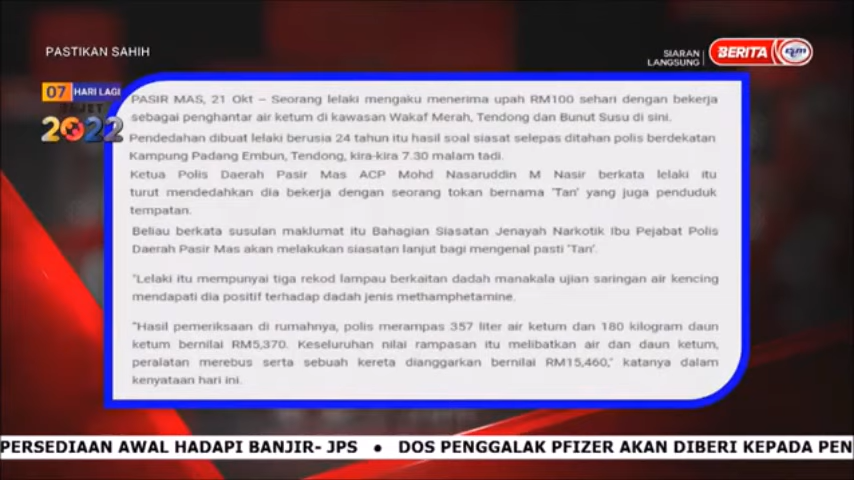 PASTIKAN SAHIH
SIARAN
LANGSUNG
BERITA
07 HARI LAGI
BAJET
2022
PASIR MAS, 21 Okt – Seorang lelaki mengaku menerima upah RM100 sehari dengan bekerja
sebagai penghantar air ketum di kawasan Wakaf Merah, Tendong dan Bunut Susu di sini.
Pendedahan dibuat lelaki berusia 24 tahun itu hasil soal siasat selepas ditahan polis berdekatan
Kampung Padang Embun, Tendong, kira-kira 7.30 malam tadi.
Ketua Polis Daerah Pasir Mas ACP Mohd Nasaruddin M Nasir berkata lelaki itu
turut mendedahkan dia bekerja dengan seorang tokan bernama 'Tan' yang juga penduduk
tempatan.
Beliau berkata susulan maklumat itu Bahagian Siasatan Jenayah Narkotik Ibu Pejabat Polis
Daerah Pasir Mas akan melakukan siasatan lanjut bagi mengenal pasti 'Tan'.
"Lelaki itu mempunyai tiga rekod lampau berkaitan dadah manakala ujian saringan air kencing
mendapati dia positif terhadap dadah jenis methamphetamine.
"Hasil pemeriksaan di rumahnya, polis merampas 357 liter air ketum dan 180 kilogram daun
ketum bernilai RM5,370. Keseluruhan nilai rampasan itu melibatkan air dan daun ketum,
peralatan merebus serta sebuah kereta dianggarkan bernilai RM15,460," katanya dalam
kenyataan hari ini.
PERSEDIAAN AWAL HADAPI BANJIR- JPS • DOS PENGGALAK PFIZER AKAN DIBERI KEPADA PEN